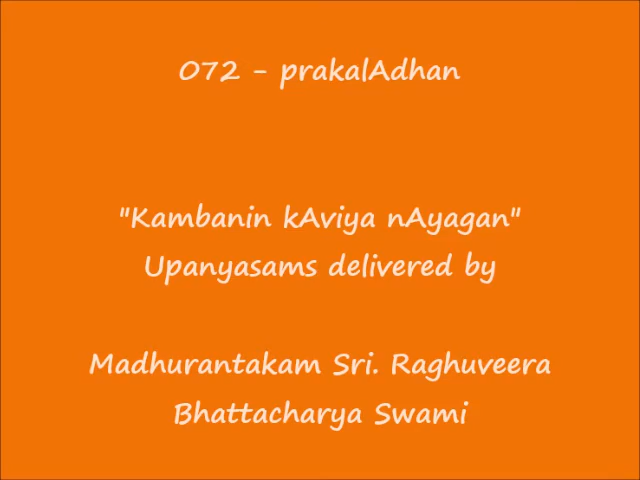 072 - prakalAdhan
"Kambanin kAviya nAyagan"
Upanyasams delivered by
Madhurantakam Sri. Raghuveera
Bhattacharya Swami